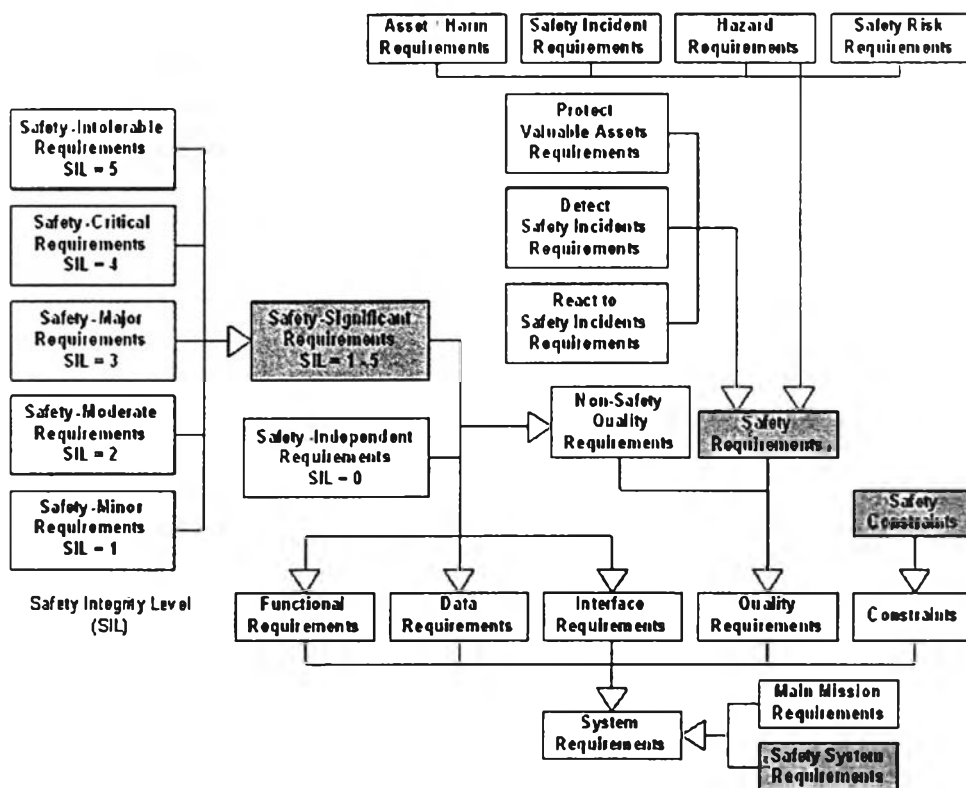 Asset Harm
Requirements
Safety Incident
Requirements
Hazard
Requirements
Safety Risk
Requirements
Protect
Valuable Assets
Requirements
Safety-Intolerable
Requirements
SIL = 5
Detect
Safety Incidents
Requirements
Safety-Critical
Requirements
SIL = 4
React to
Safety Incidents
Requirements
Safety-Major
Requirements
SIL = 3
Safety-Significant
Requirements
SIL = 1-5
Safety-Moderate
Requirements
SIL = 2
Safety-Independent
Requirements
SIL = 0
Non-Safety
Quality
Requirements
Safety
Requirements
Safety-Minor
Requirements
SIL = 1
Safety
Constraints
Safety Integrity Level
(SIL)
Functional
Requirements
Data
Requirements
Interface
Requirements
Quality
Requirements
Constraints
System
Requirements
Main Mission
Requirements
Safety System
Requirements